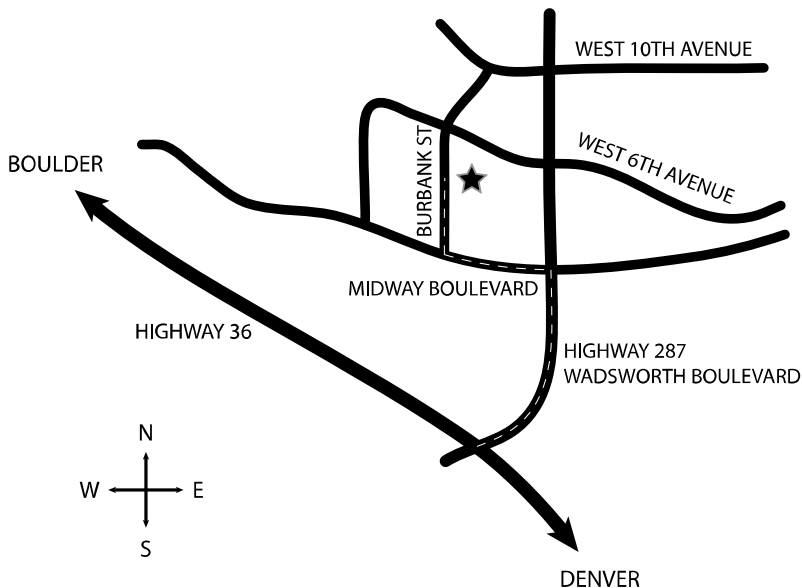 WEST 10TH AVENUE
BOULDER
BURBANK ST
WEST 6TH AVENUE
MIDWAY BOULEVARD
HIGHWAY 36
HIGHWAY 287
WADSWORTH BOULEVARD
N
W E
S
DENVER